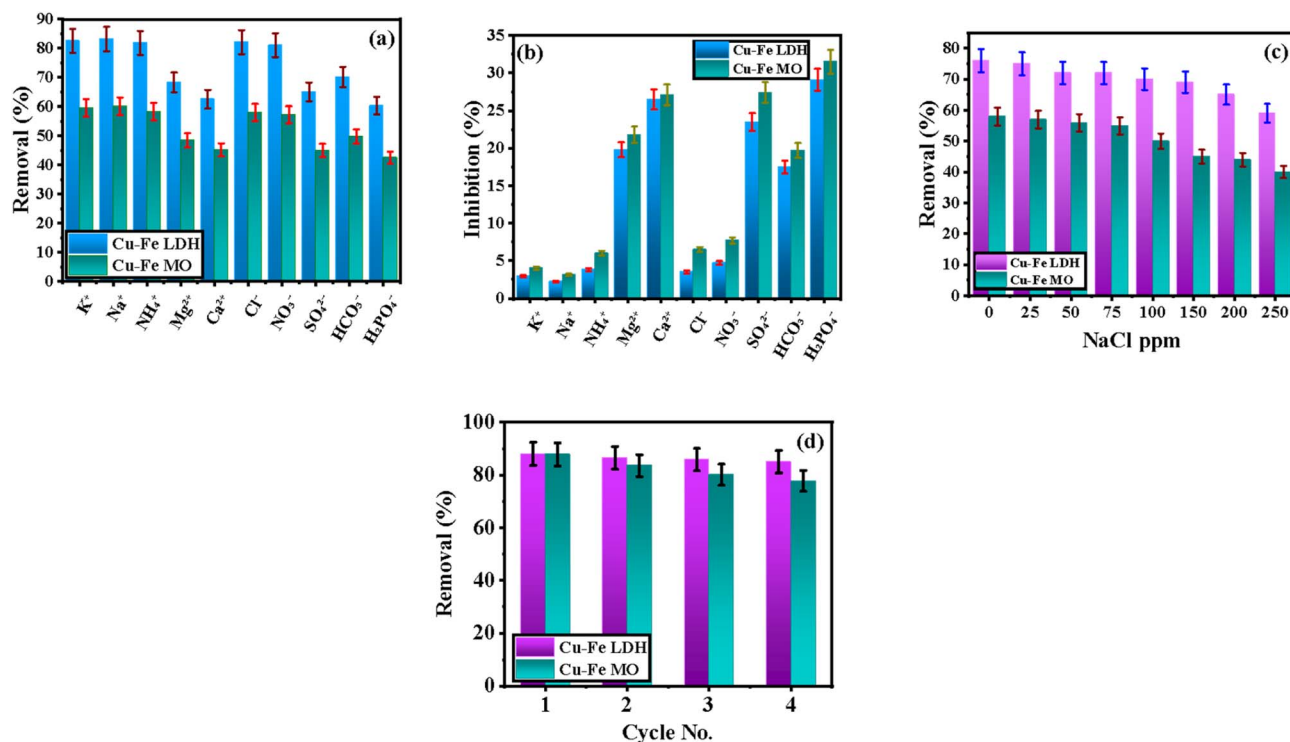 (a)
Removal (%)
90
80
70
60
50
40
30
20
10
0
Cu-Fe LDH
Cu-Fe MO
K⁺ Na⁺ NH₄⁺ Mg²⁺ Ca²⁺ Cl⁻ NO₃⁻ SO₄²⁻ HCO₃⁻ H₂PO₄⁻
(b)
Inhibition (%)
35
30
25
20
15
10
5
0
Cu-Fe LDH
Cu-Fe MO
K⁺ Na⁺ NH₄⁺ Mg²⁺ Ca²⁺ Cl⁻ NO₃⁻ SO₄²⁻ HCO₃⁻ H₂PO₄⁻
(c)
Removal (%)
80
70
60
50
40
30
20
10
0
Cu-Fe LDH
Cu-Fe MO
0 25 50 75 100 150 200 250
NaCl ppm
(d)
Removal (%)
100
80
60
40
20
0
Cu-Fe LDH
Cu-Fe MO
1 2 3 4
Cycle No.